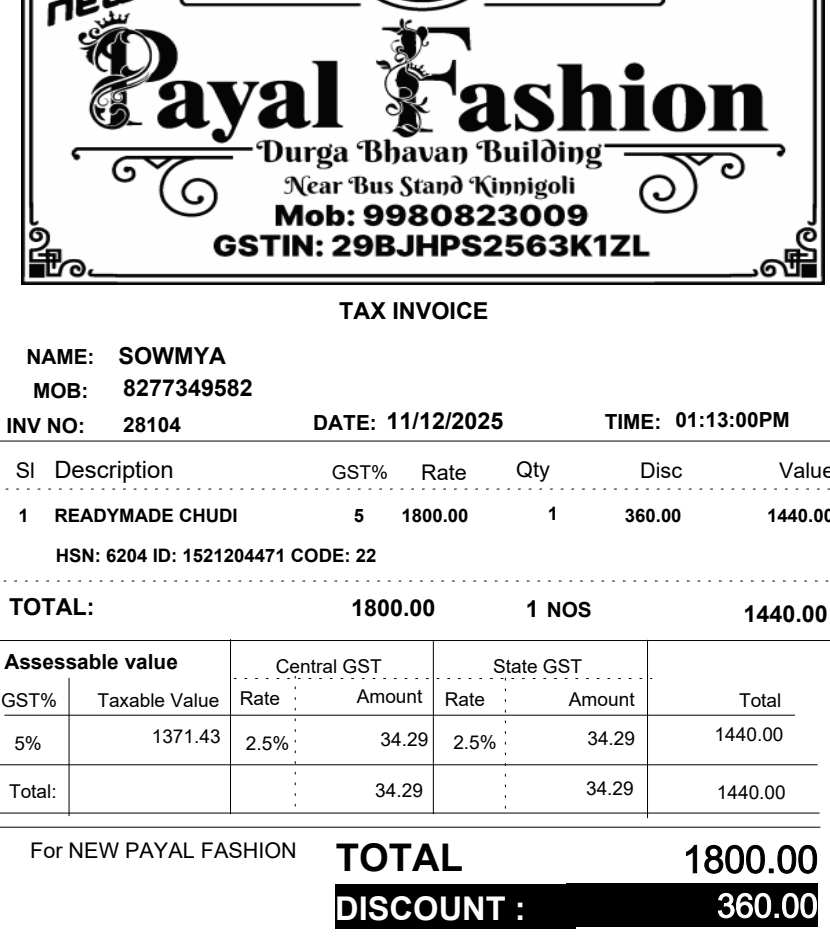 new
Payal Fashion
Durga Bhavan Building
Near Bus Stand Kinnigoli
Mob: 9980823009
GSTIN: 29BJHPS2563K1ZL
TAX INVOICE
NAME: SOWMYA
MOB: 8277349582
INV NO: 28104 DATE: 11/12/2025 TIME: 01:13:00PM
Sl Description GST% Rate Qty Disc Value
1 READYMADE CHUDI 5 1800.00 1 360.00 1440.00
HSN: 6204 ID: 1521204471 CODE: 22
TOTAL: 1800.00 1 NOS 1440.00
Assessable value Central GST State GST
GST% Taxable Value Rate Amount Rate Amount Total
5% 1371.43 2.5% 34.29 2.5% 34.29 1440.00
Total: 34.29 34.29 1440.00
For NEW PAYAL FASHION TOTAL 1800.00
DISCOUNT : 360.00